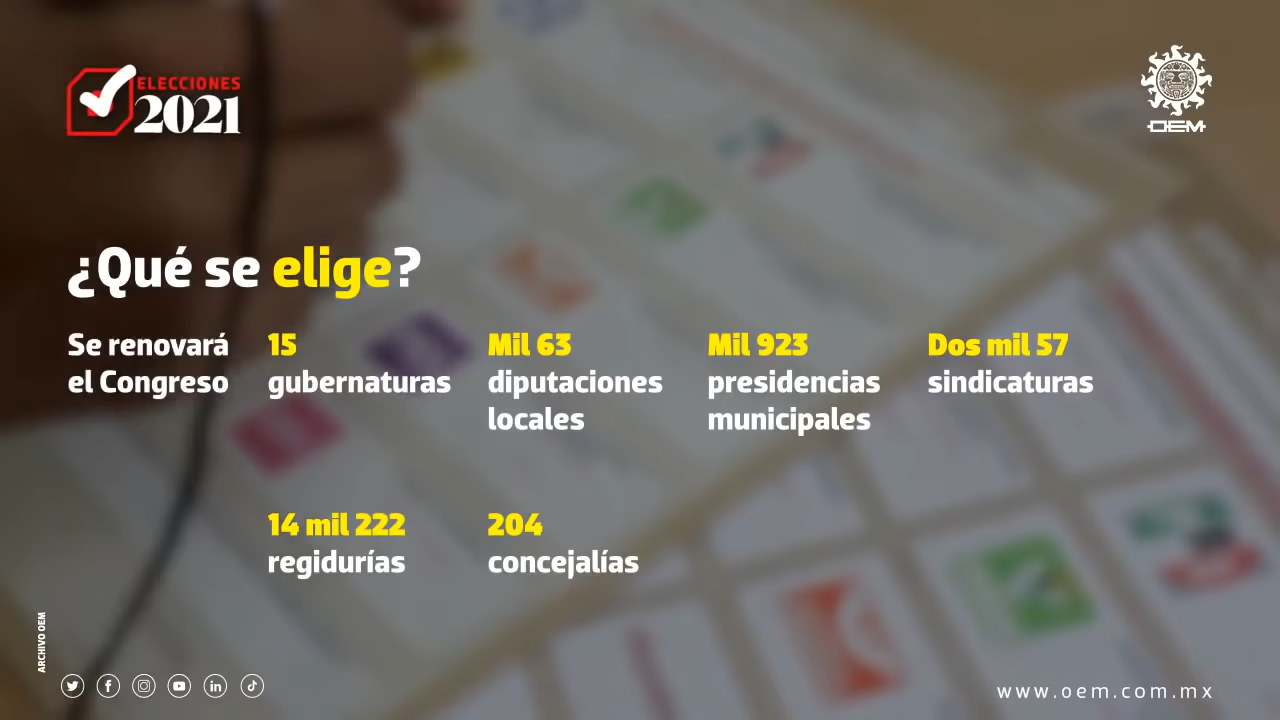 ELECCIONES
2021
OEM
¿Qué se elige?
Se renovará
el Congreso
15
gubernaturas
Mil 63
diputaciones
locales
Mil 923
presidencias
municipales
Dos mil 57
sindicaturas
14 mil 222
regidurías
204
concejalías
ARCHIVO OEM
www.oem.com.mx